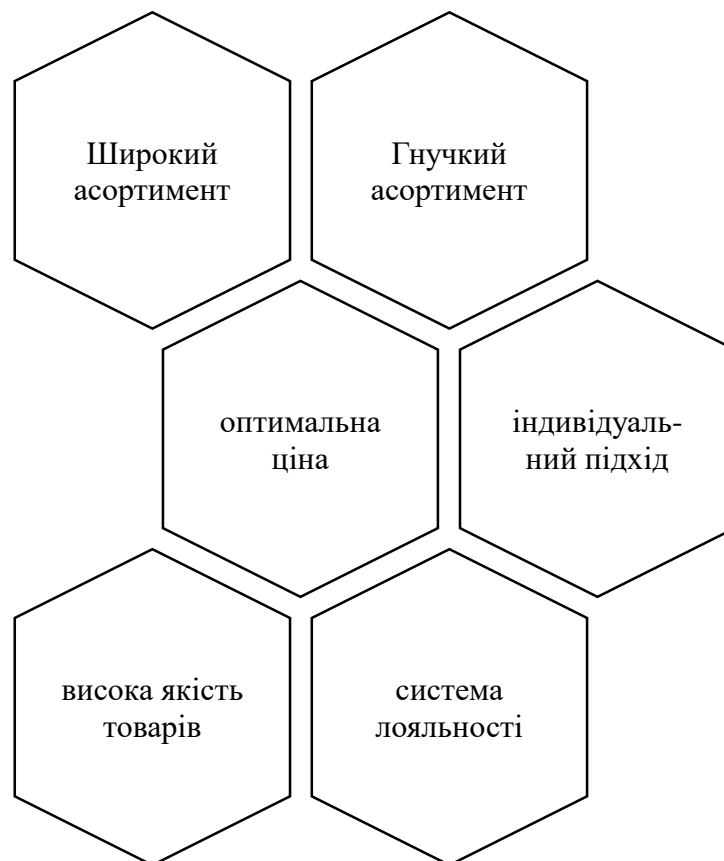 Широкий
асортимент
Гнучкий
асортимент
оптимальна
ціна
індивідуаль-
ний підхід
висока якість
товарів
система
лояльності